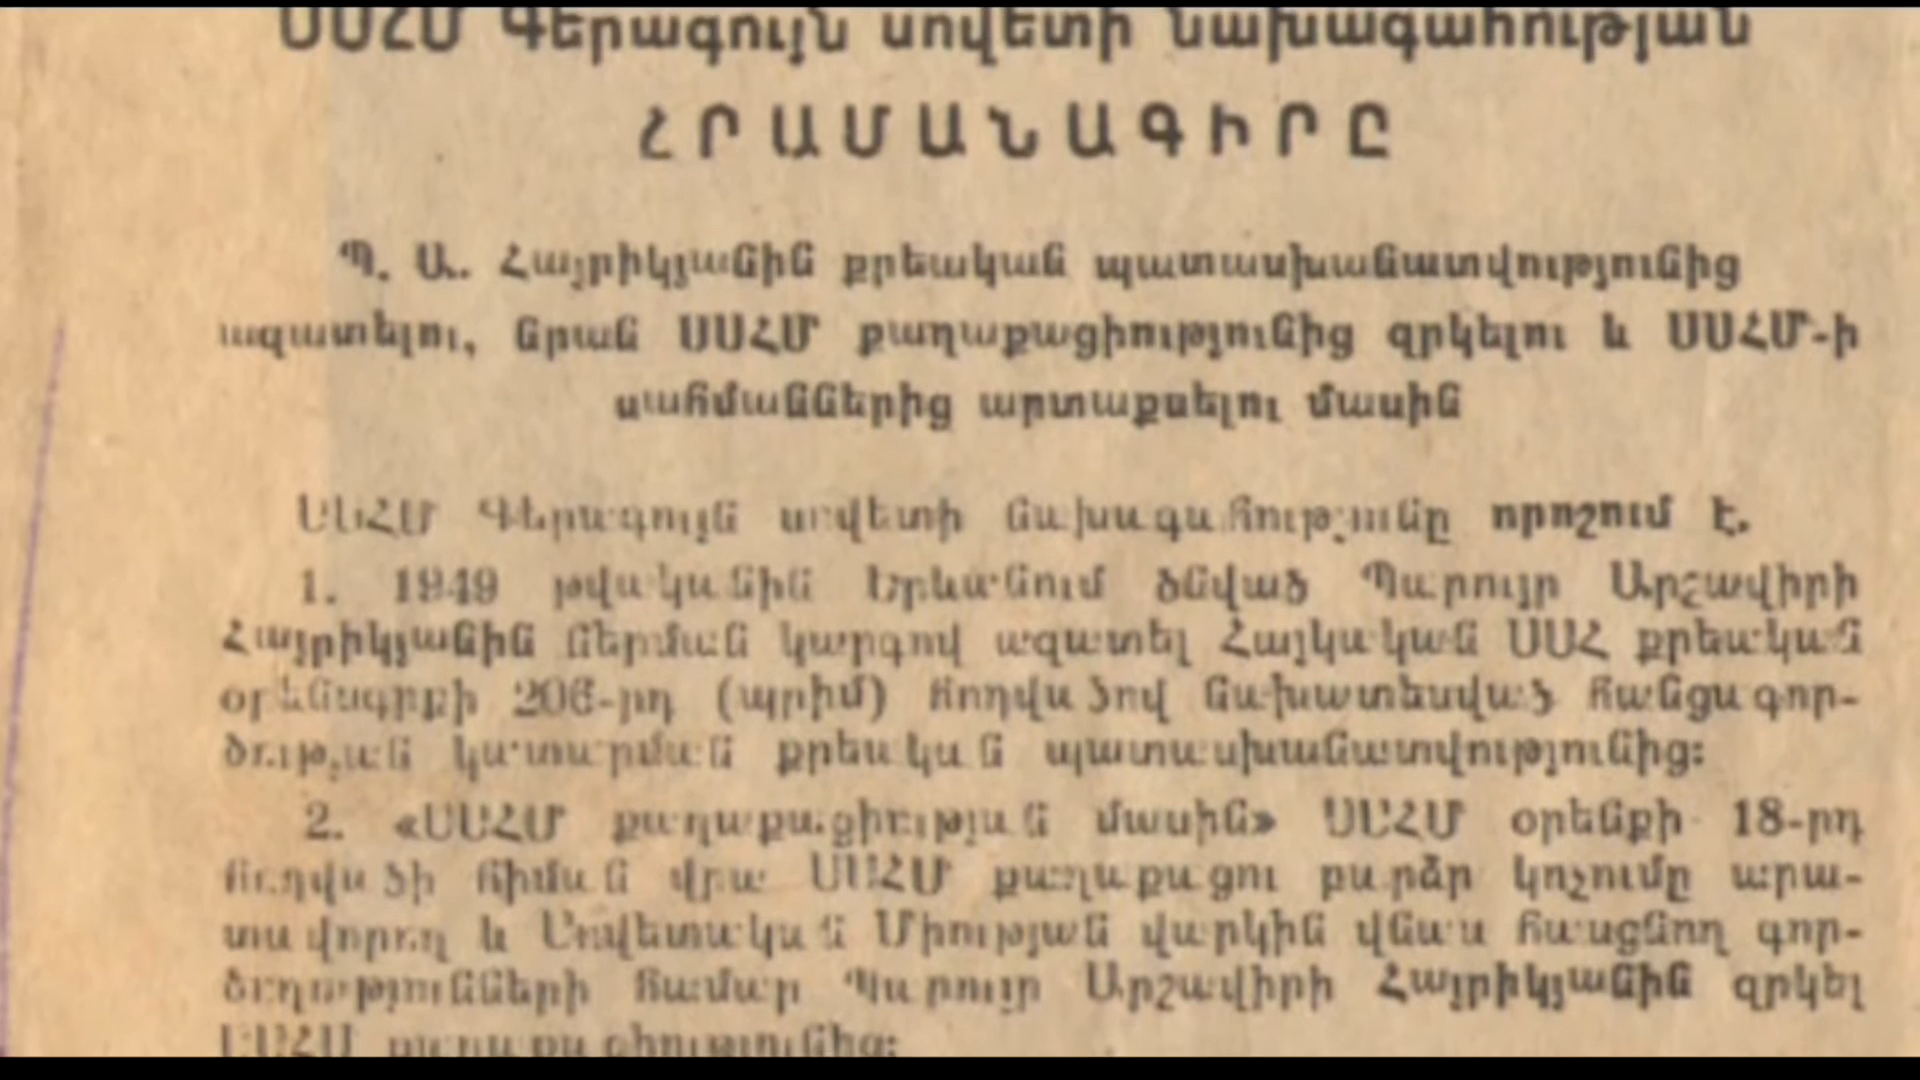 ՍՍՀՄ Գերագույն սովետի նախագահության
ՀՐԱՄԱՆԱԳԻՐԸ
Պ. Ա. Հայրիկյանին քրեական պատասխանատվությունից
ազատելու, նրան ՍՍՀՄ քաղաքացիությունից զրկելու և ՍՍՀՄ-ի
սահմաններից արտաքսելու մասին
ՍՍՀՄ Գերագույն սովետի նախագահությունը որոշում է.
1. 1949 թվականին Երևանում ծնված Պարույր Արշավիրի
Հայրիկյանին ներման կարգով ազատել Հայկական ՍՍՀ քրեական
օրենսգրքի 206-րդ (պրիմ) հոդվածով նախատեսված հանցագոր-
ծության կատարման քրեական պատասխանատվությունից:
2. «ՍՍՀՄ քաղաքացիության մասին» ՍՍՀՄ օրենքի 18-րդ
հոդվածի հիման վրա ՍՍՀՄ քաղաքացու բարձր կոչումը արա-
տավորող և Սովետական Միության վարկին վնաս հասցնող գոր-
ծողությունների համար Պարույր Արշավիրի Հայրիկյանին զրկել
ՍՍՀՄ քաղաքացիությունից: